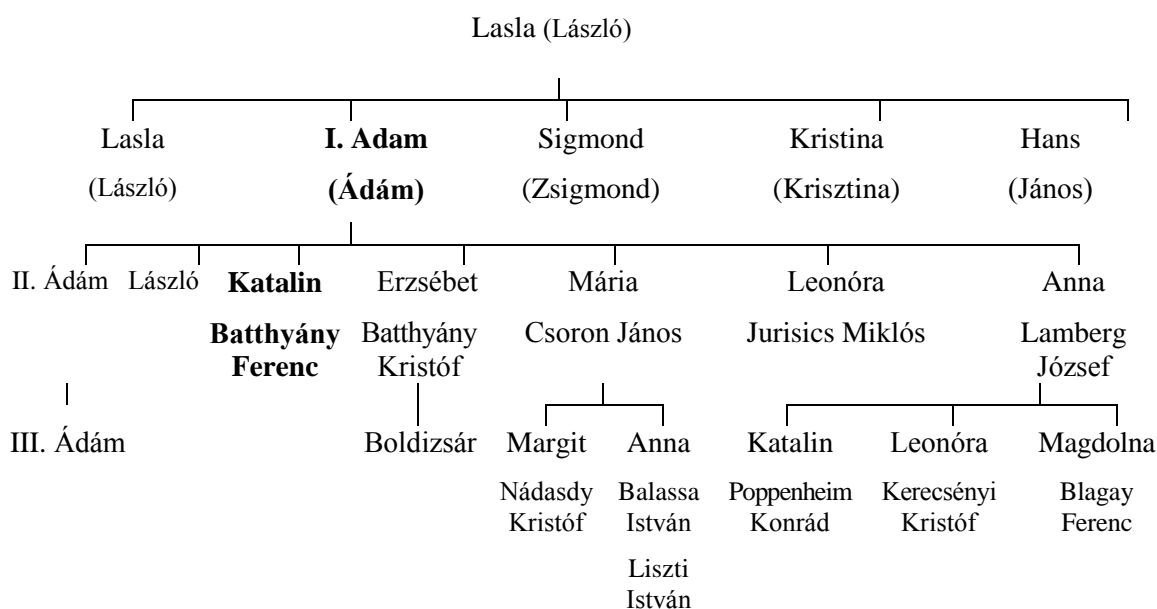 Lasla (László)
Lasla I. Adam Sigmond Kristina Hans
(László) (Ádám) (Zsigmond) (Krisztina) (János)
II. Ádám László Katalin Erzsébet Mária Leonóra Anna
Batthyány Batthyány Csoron János Jurisics Miklós Lamberg
Ferenc Kristóf József
III. Ádám Boldizsár Margit Anna Katalin Leonóra Magdolna
Nádasdy Balassa Poppenheim Kerecsényi Blagay
Kristóf István Konrád Kristóf Ferenc
Liszti
István